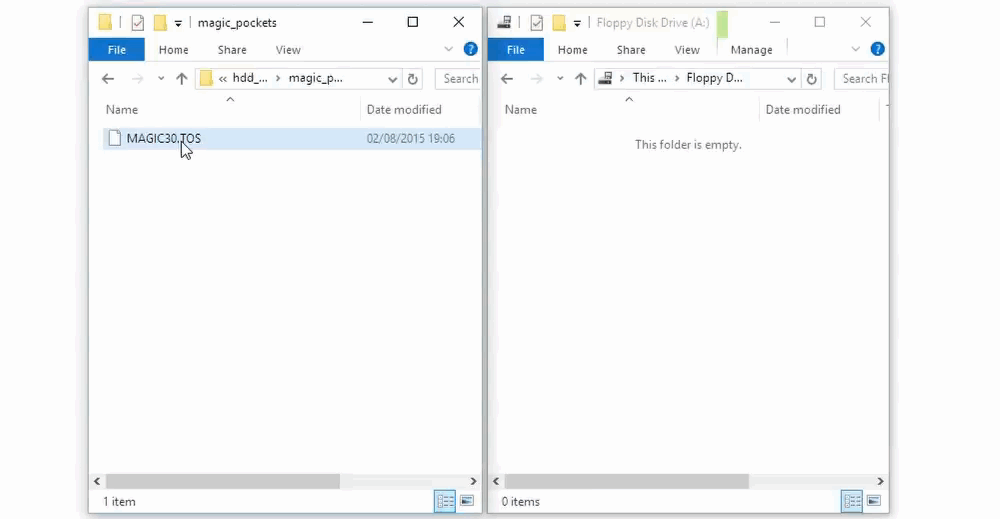 magic_pockets
File Home Share View
« hdd_... > magic_p... Search
Name Date modified
MAGIC30.TOS 02/08/2015 19:06
1 item
Floppy Disk Drive (A:)
File Home Share View Manage
This ... > Floppy D... Search Fl
Name Date modified
This folder is empty.
0 items